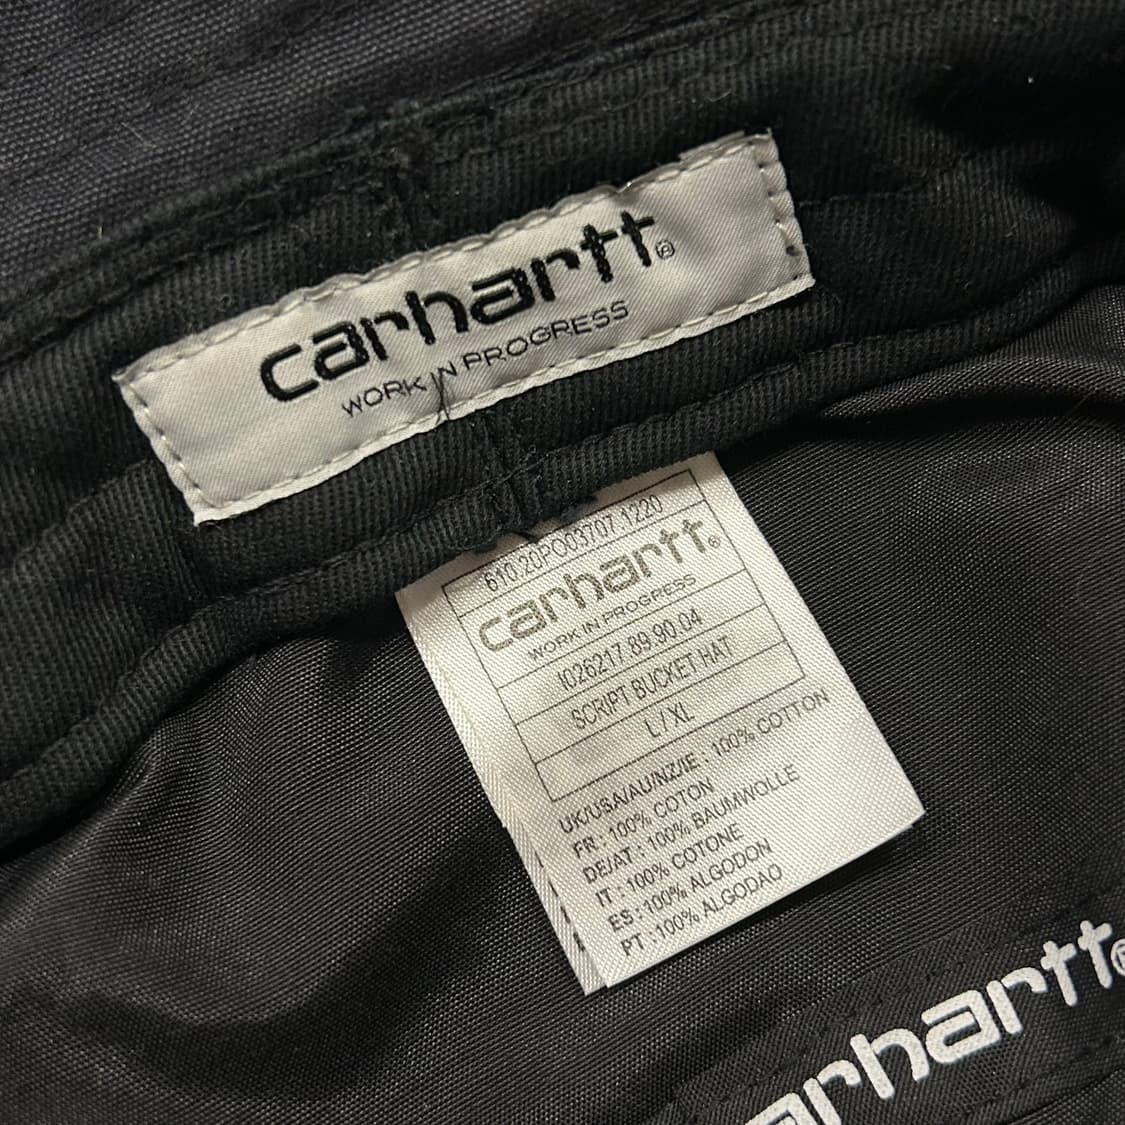 carhartt®
WORK IN PROGRESS
610 20PO03707 1220
carhartt®
WORK IN PROGRESS
I026217.89.90.04
SCRIPT BUCKET HAT
L / XL
UK/USA/AU/NZ/IE : 100% COTTON
FR : 100% COTON
DE/AT : 100% BAUMWOLLE
IT : 100% COTONE
ES : 100% ALGODON
PT : 100% ALGODAO
arhartt®